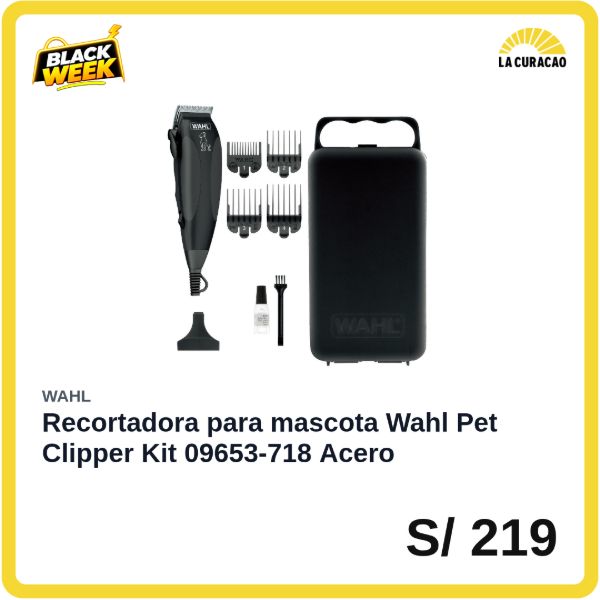 BLACK
WEEK
LA CURACAO
WAHL
WAHL
WAHL
Recortadora para mascota Wahl Pet
Clipper Kit 09653-718 Acero
S/ 219